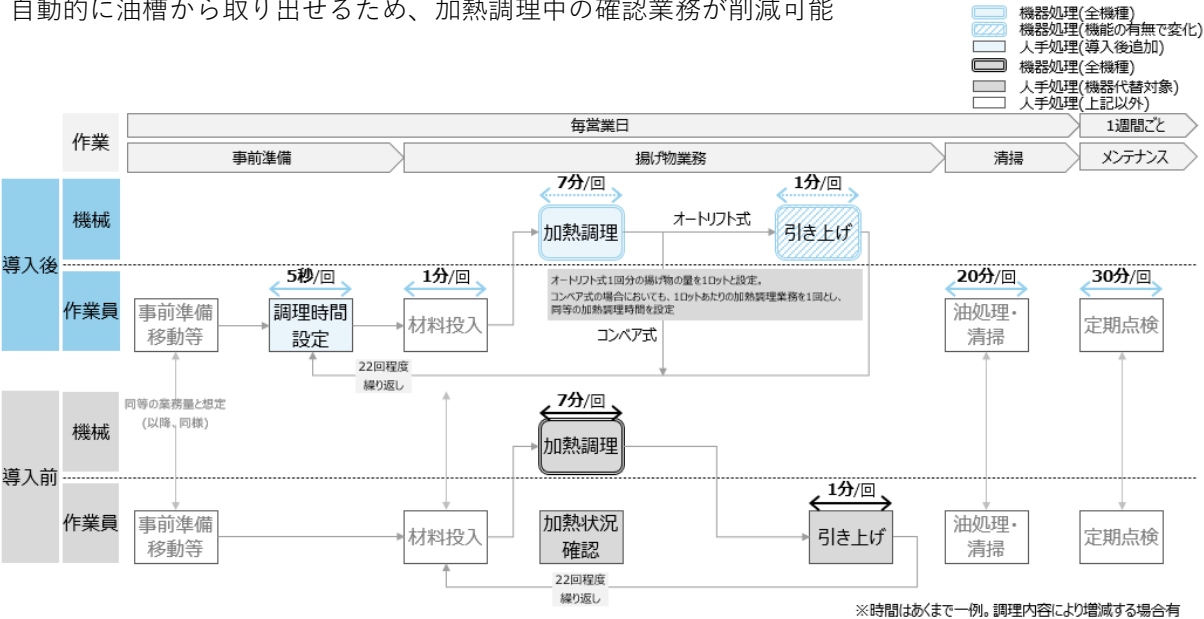 自動的に油槽から取り出せるため、加熱調理中の確認業務が削減可能
機器処理(全機種)
機器処理(機能の有無で変化)
人手処理(導入後追加)
機器処理(全機種)
人手処理(機器代替対象)
人手処理(上記以外)
作業
毎営業日
1週間ごと
事前準備
揚げ物業務
清掃
メンテナンス
導入後
機械
7分/回
加熱調理
オートリフト式
1分/回
引き上げ
作業員
事前準備
移動等
5秒/回
調理時間
設定
1分/回
材料投入
オートリフト式1回分の揚げ物の量を1ロットと設定。
コンベア式の場合においても、1ロットあたりの加熱調理業務を1回とし、
同等の加熱調理時間を設定
コンベア式
20分/回
油処理・
清掃
30分/回
定期点検
22回程度
繰り返し
同等の業務量と想定
(以降、同様)
導入前
機械
7分/回
加熱調理
作業員
事前準備
移動等
材料投入
加熱状況
確認
1分/回
引き上げ
油処理・
清掃
定期点検
22回程度
繰り返し
※時間はあくまで一例。調理内容により増減する場合有